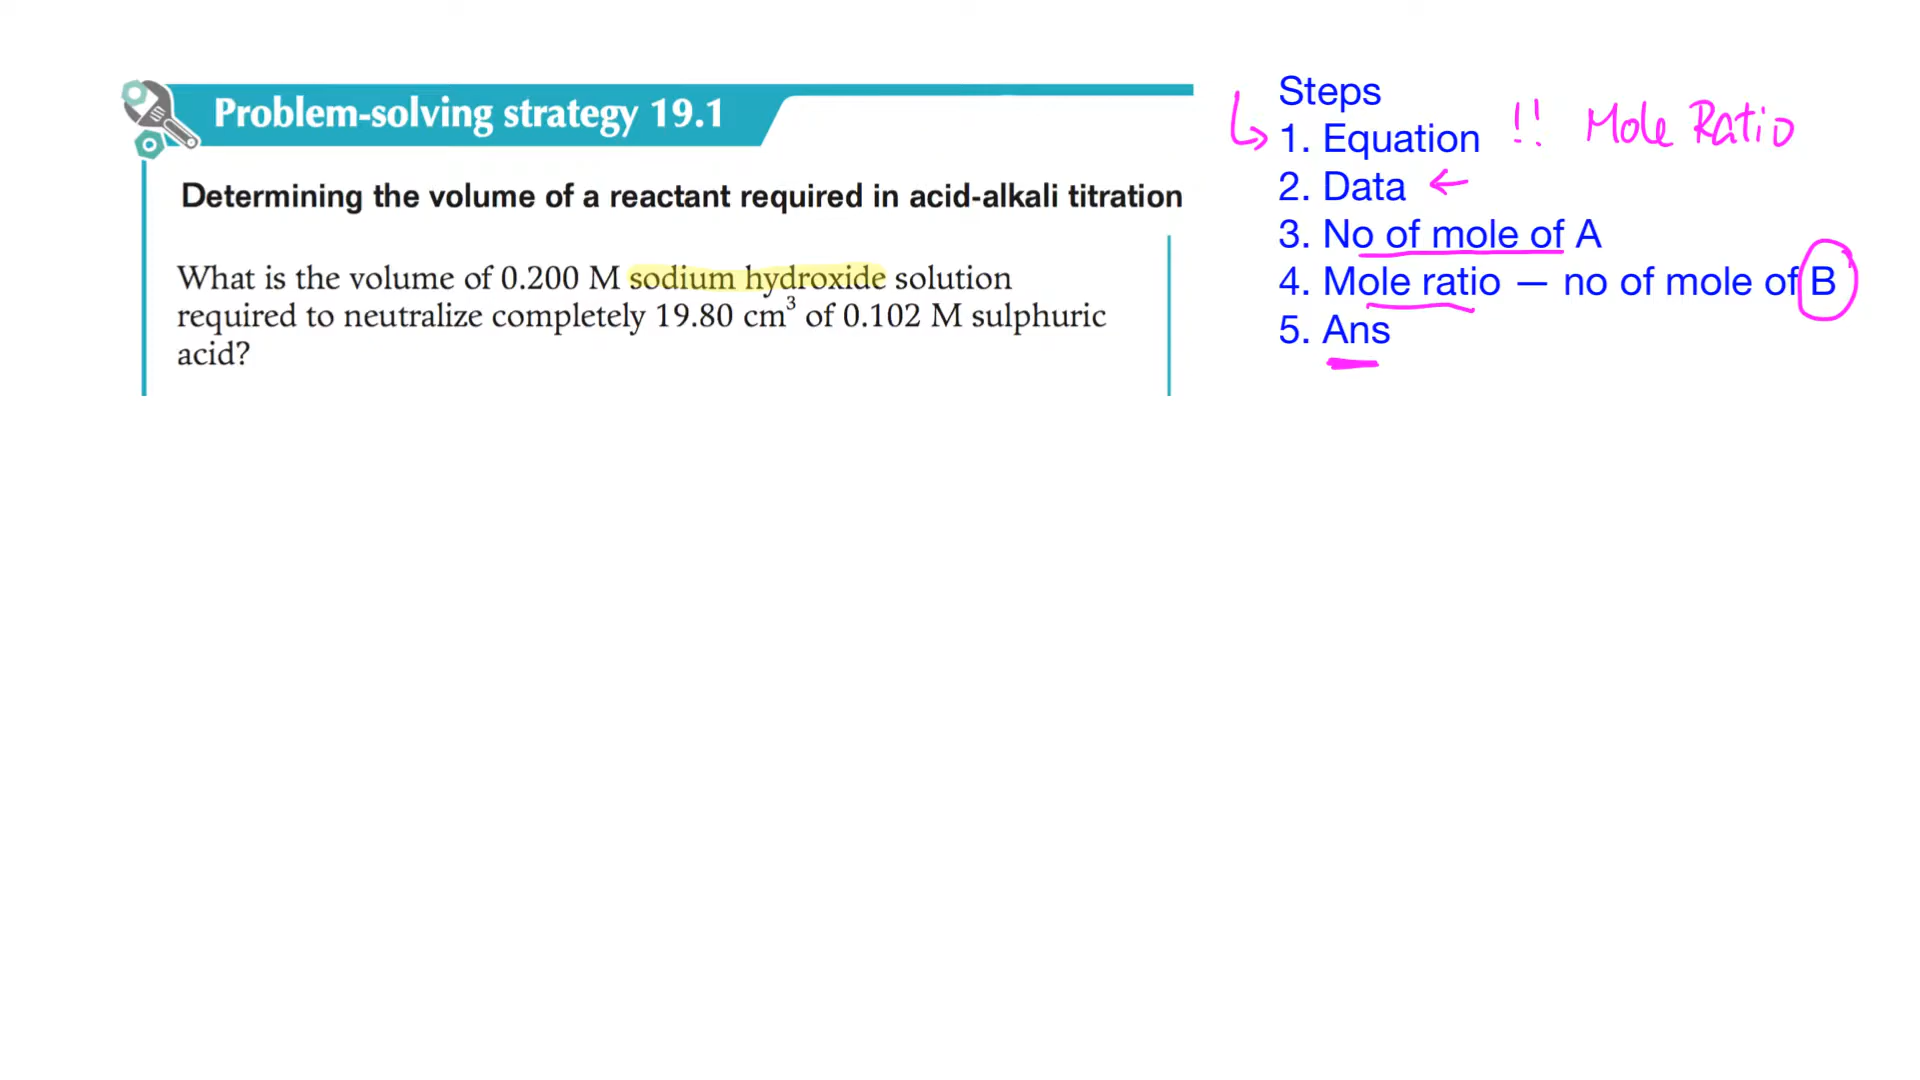 Problem-solving strategy 19.1
Determining the volume of a reactant required in acid-alkali titration
What is the volume of 0.200 M sodium hydroxide solution
required to neutralize completely 19.80 cm³ of 0.102 M sulphuric
acid?
Steps
1. Equation !! Mole Ratio
2. Data ←
3. No of mole of A
4. Mole ratio — no of mole of B
5. Ans